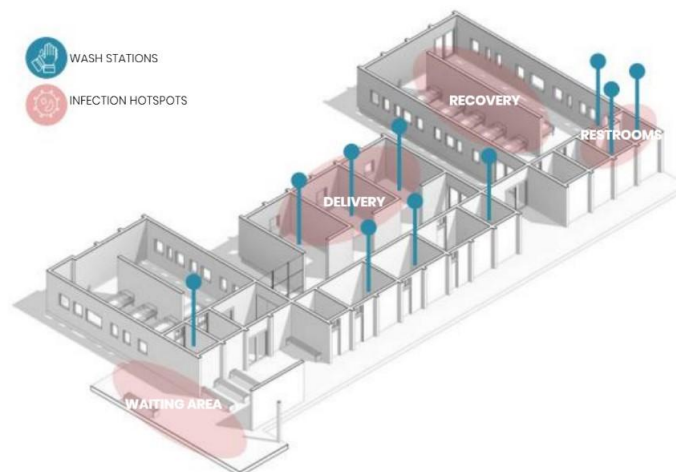 WASH STATIONS
INFECTION HOTSPOTS
RECOVERY
RESTROOMS
DELIVERY
WAITING AREA